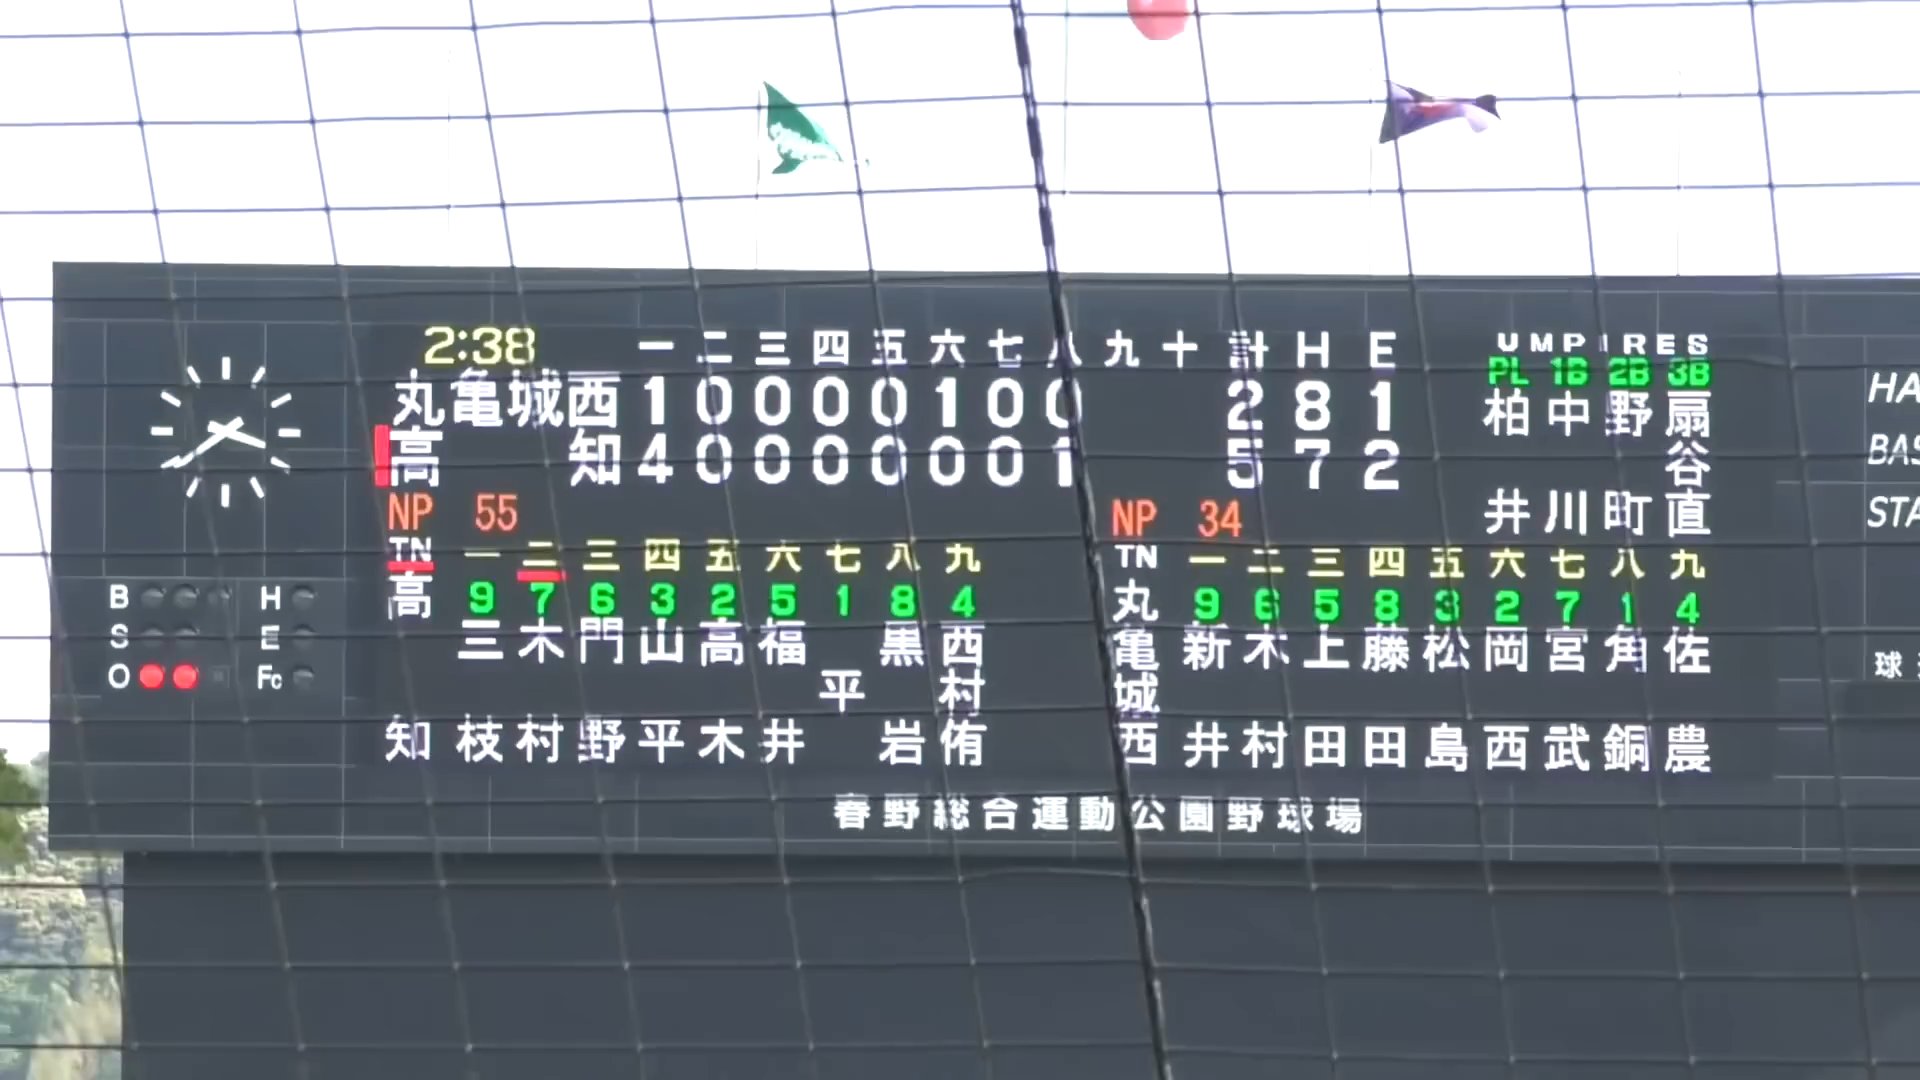 2:38 一 二 三 四 五 六 七 八 九 十 計 H E
丸亀城西 1 0 0 0 0 1 0 0 2 8 1
高知 4 0 0 0 0 0 0 1 5 7 2
UMPIRES
PL 1B 2B 3B
柏井 中川 野町 扇谷直
NP 55
TN 一 二 三 四 五 六 七 八 九
高知 9 7 6 3 2 5 1 8 4
三枝 木村 門野 山平 高木 福井 平 黒岩 西村侑
NP 34
TN 一 二 三 四 五 六 七 八 九
丸亀城西 9 6 5 8 3 2 7 1 4
新井 木村 上田 藤田 松島 岡西 宮武 角銅 佐農
B H
S E
O Fc
HA
BAS
STA
球
春野総合運動公園野球場